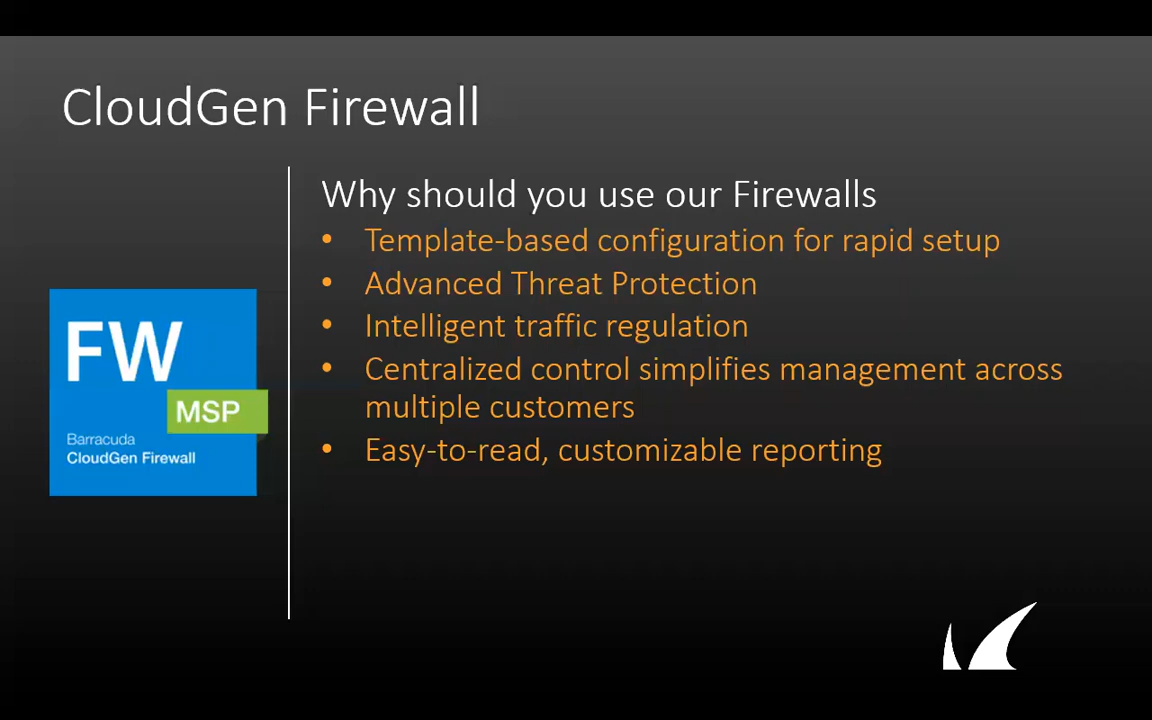 CloudGen Firewall
Why should you use our Firewalls
• Template-based configuration for rapid setup
• Advanced Threat Protection
• Intelligent traffic regulation
• Centralized control simplifies management across
multiple customers
• Easy-to-read, customizable reporting
FW
MSP
Barracuda
CloudGen Firewall